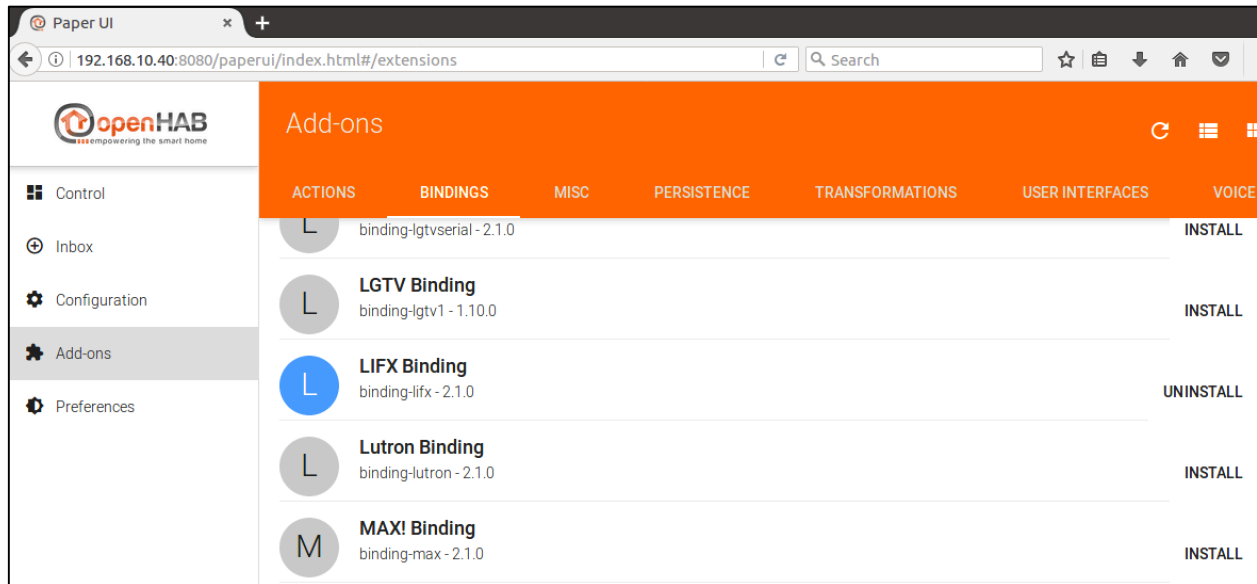 Paper UI
192.168.10.40:8080/paperui/index.html#/extensions
Search
openHAB
empowering the smart home
Add-ons
Control
Inbox
Configuration
Add-ons
Preferences
ACTIONS BINDINGS MISC PERSISTENCE TRANSFORMATIONS USER INTERFACES VOICE
L
binding-lgtvserial - 2.1.0
INSTALL
L
LGTV Binding
binding-lgtv1 - 1.10.0
INSTALL
L
LIFX Binding
binding-lifx - 2.1.0
UNINSTALL
L
Lutron Binding
binding-lutron - 2.1.0
INSTALL
M
MAX! Binding
binding-max - 2.1.0
INSTALL